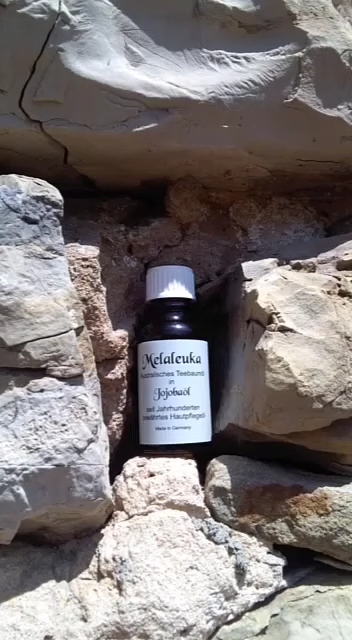 Melaleuka
Australisches Teebaumöl
in
Jojobaöl
seit Jahrhunderten
bewährtes Hautpflegeöl
Made in Germany